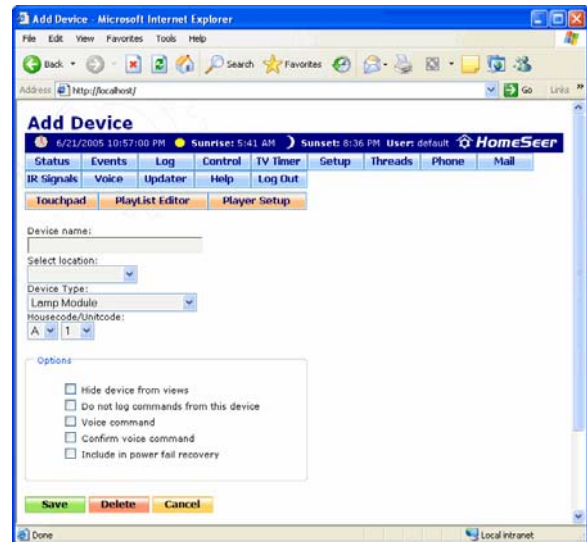 Add Device - Microsoft Internet Explorer
File Edit View Favorites Tools Help
Back Search Favorites
Address http://localhost/ Go Links »
Add Device
6/21/2005 10:57:00 PM Sunrise: 5:41 AM Sunset: 8:36 PM User: default HomeSeer
Status Events Log Control TV Timer Setup Threads Phone Mail
IR Signals Voice Updater Help Log Out
Touchpad PlayList Editor Player Setup
Device name:
Select location:
Device Type:
Lamp Module
Housecode/Unitcode:
A 1
Options
Hide device from views
Do not log commands from this device
Voice command
Confirm voice command
Include in power fail recovery
Save Delete Cancel
Done Local intranet